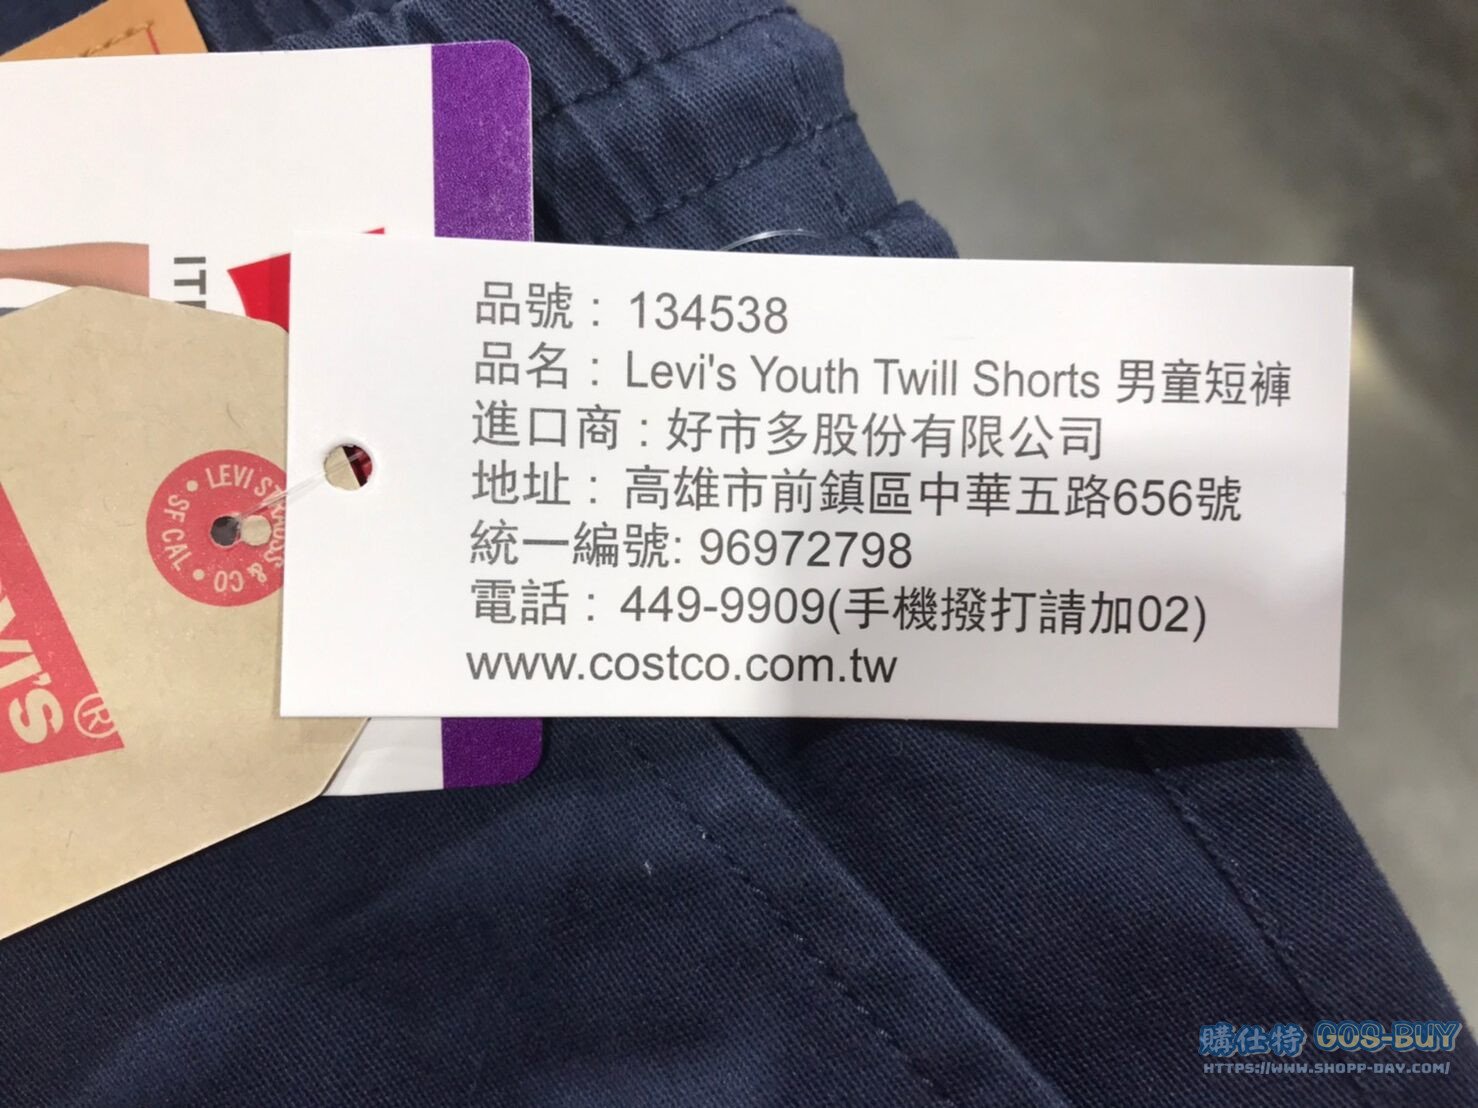 品號： 134538
品名： Levi's Youth Twill Shorts 男童短褲
進口商：好市多股份有限公司
地址： 高雄市前鎮區中華五路656號
統一編號: 96972798
電話： 449-9909(手機撥打請加02)
www.costco.com.tw
LEVI STRAUSS & CO
SF CAL
®
購仕特 GOS-BUY
HTTPS://WWW.SHOPP-DAY.COM/